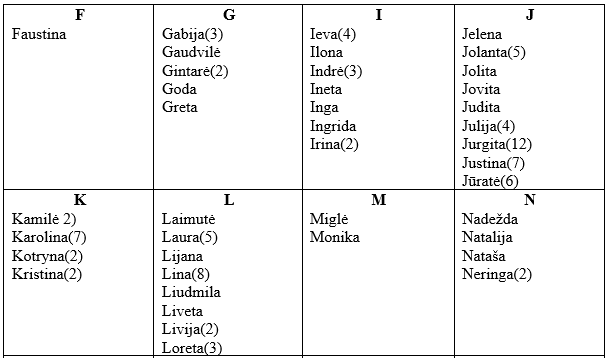 F
Faustina
G
Gabija(3)
Gaudvilė
Gintarė(2)
Goda
Greta
I
Ieva(4)
Ilona
Indrė(3)
Ineta
Inga
Ingrida
Irina(2)
J
Jelena
Jolanta(5)
Jolita
Jovita
Judita
Julija(4)
Jurgita(12)
Justina(7)
Jūratė(6)
K
Kamilė 2)
Karolina(7)
Kotryna(2)
Kristina(2)
L
Laimutė
Laura(5)
Lijana
Lina(8)
Liudmila
Liveta
Livija(2)
Loreta(3)
M
Miglė
Monika
N
Nadežda
Natalija
Nataša
Neringa(2)